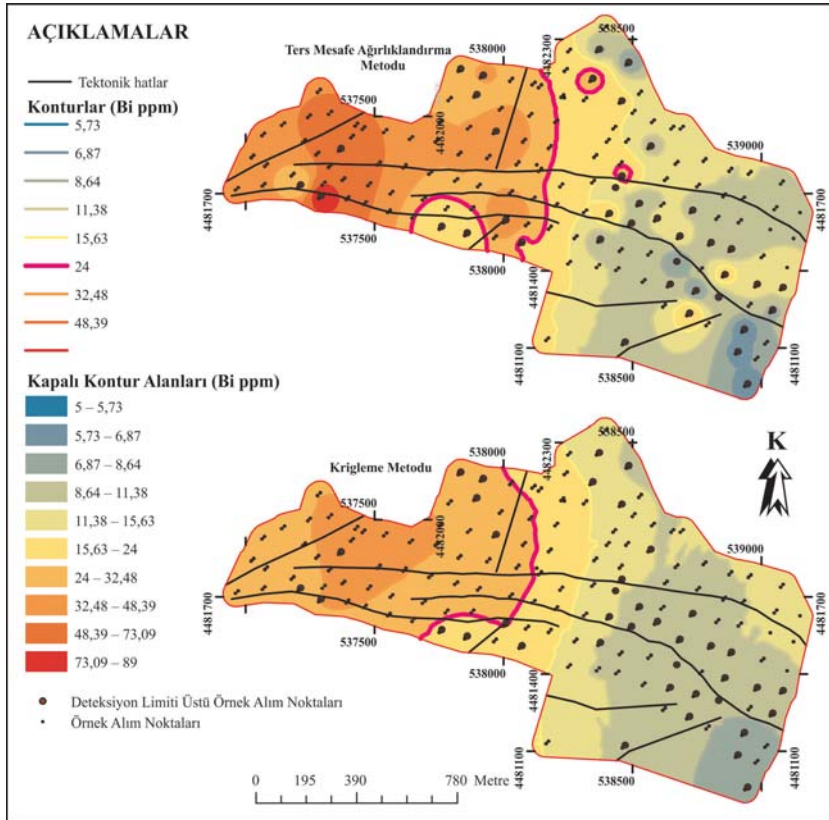 AÇIKLAMALAR
Tektonik hatlar
Konturlar (Bi ppm)
5,73
6,87
8,64
11,38
15,63
24
32,48
48,39
Kapalı Kontur Alanları (Bi ppm)
5 – 5,73
5,73 – 6,87
6,87 – 8,64
8,64 – 11,38
11,38 – 15,63
15,63 – 24
24 – 32,48
32,48 – 48,39
48,39 – 73,09
73,09 – 89
Deteksiyon Limiti Üstü Örnek Alım Noktaları
Örnek Alım Noktaları
Ters Mesafe Ağırlıklandırma
Metodu
538000
4482300
538500
537500
4482000
539000
4481700
4481700
537500
538000
4481400
4481100
538500
4481100
Krigleme Metodu
538000
4482300
538500
K
537500
4482000
539000
4481700
4481700
537500
538000
4481400
4481100
538500
4481100
0 195 390 780 Metre